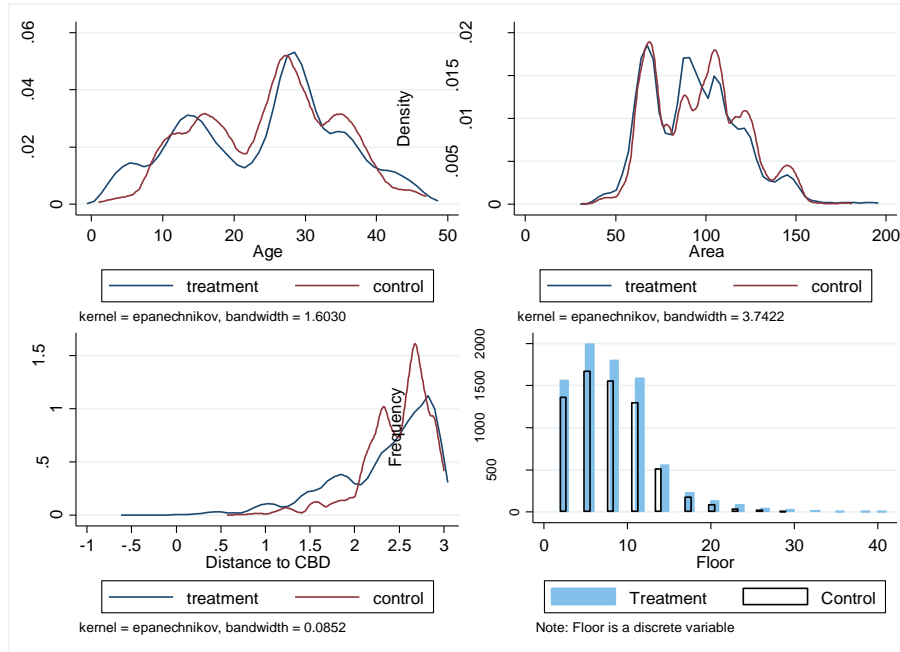 0 .02 .04 .06
0 10 20 30 40 50
Age
treatment control
kernel = epanechnikov, bandwidth = 1.6030
Density
0 .005 .01 .015 .02
0 50 100 150 200
Area
treatment control
kernel = epanechnikov, bandwidth = 3.7422
0 .5 1 1.5
-1 -.5 0 .5 1 1.5 2 2.5 3
Distance to CBD
treatment control
kernel = epanechnikov, bandwidth = 0.0852
Frequency
0 500 1000 1500 2000
0 10 20 30 40
Floor
Treatment Control
Note: Floor is a discrete variable